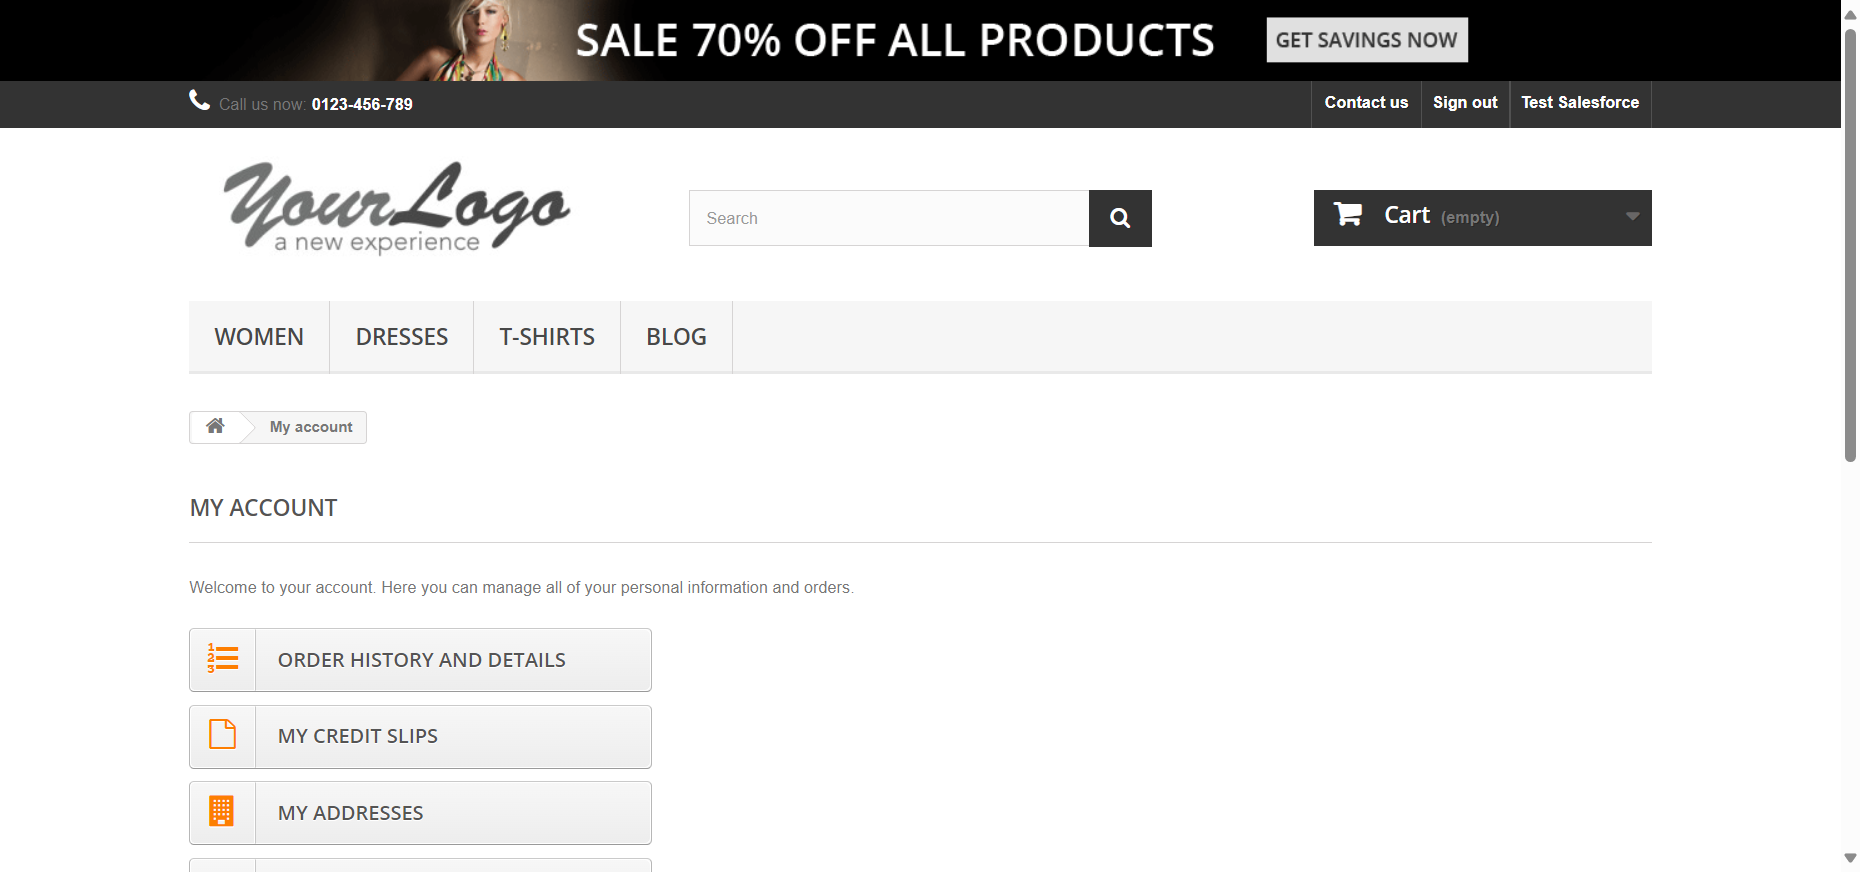 SALE 70% OFF ALL PRODUCTS GET SAVINGS NOW
Call us now: 0123-456-789 Contact us Sign out Test Salesforce
YourLogo
a new experience
Search
Cart (empty)
WOMEN DRESSES T-SHIRTS BLOG
My account
MY ACCOUNT
Welcome to your account. Here you can manage all of your personal information and orders.
1
2
3
ORDER HISTORY AND DETAILS
MY CREDIT SLIPS
MY ADDRESSES